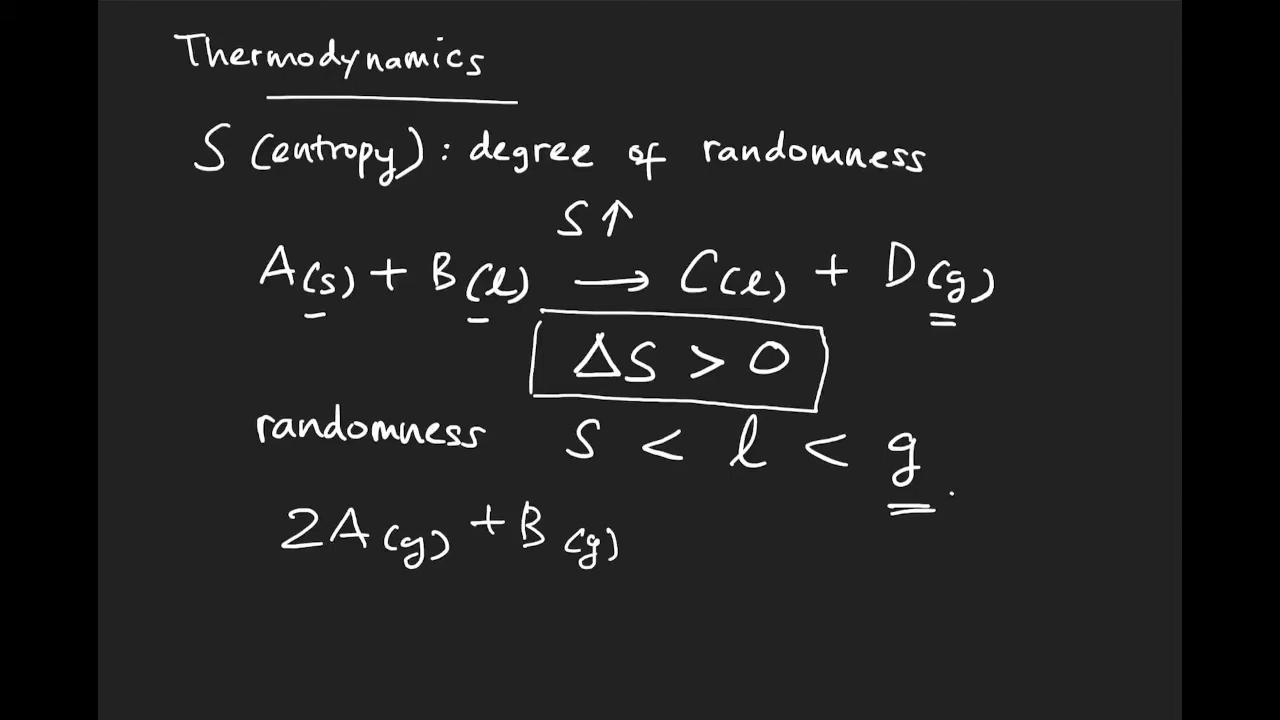 Thermodynamics
S (entropy) : degree of randomness
S ↑
A(s) + B(l) → C(l) + D(g)
ΔS > 0
randomness s < l < g
2A(g) + B(g)